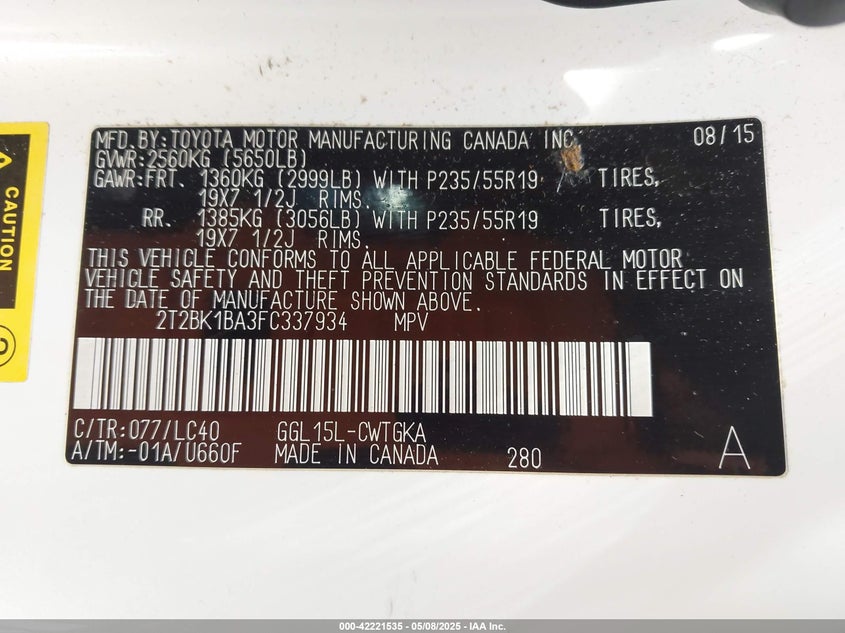 MFD.BY:TOYOTA MOTOR MANUFACTURING CANADA INC. 08/15
GVWR:2560KG (5650LB)
GAWR:FRT. 1360KG (2999LB) WITH P235/55R19 / TIRES,
19X7 1/2J RIMS.
RR. 1385KG (3056LB) WITH P235/55R19 TIRES,
19X7 1/2J RIMS.
THIS VEHICLE CONFORMS TO ALL APPLICABLE FEDERAL MOTOR
VEHICLE SAFETY AND THEFT PREVENTION STANDARDS IN EFFECT ON
THE DATE OF MANUFACTURE SHOWN ABOVE.
2T2BK1BA3FC337934 MPV
C/TR:077/LC40 GGL15L-CWTGKA
A/TM:-01A/U660F MADE IN CANADA 280 A
CAUTION
000-42221535 - 05/08/2025 - IAA Inc.